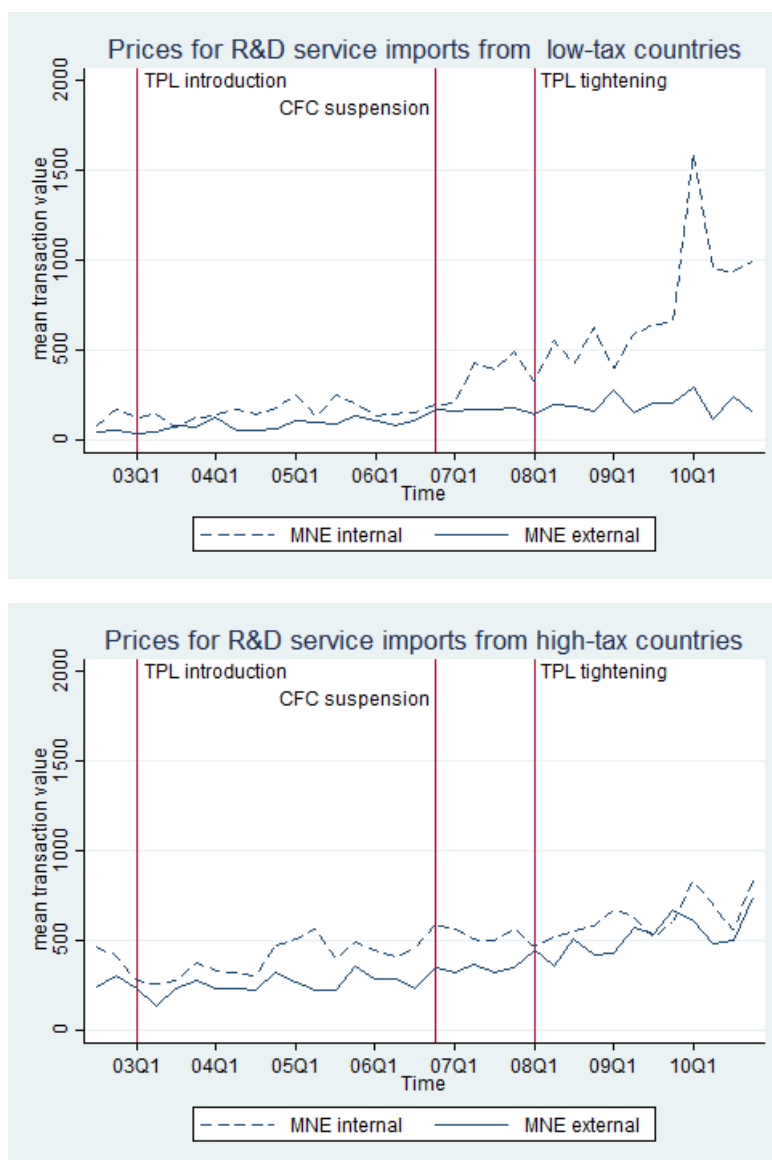 Prices for R&D service imports from low-tax countries
TPL introduction
TPL tightening
CFC suspension
mean transaction value
2000
1500
1000
500
0
03Q1 04Q1 05Q1 06Q1 07Q1 08Q1 09Q1 10Q1
Time
MNE internal MNE external
Prices for R&D service imports from high-tax countries
TPL introduction
TPL tightening
CFC suspension
mean transaction value
2000
1500
1000
500
0
03Q1 04Q1 05Q1 06Q1 07Q1 08Q1 09Q1 10Q1
Time
MNE internal MNE external